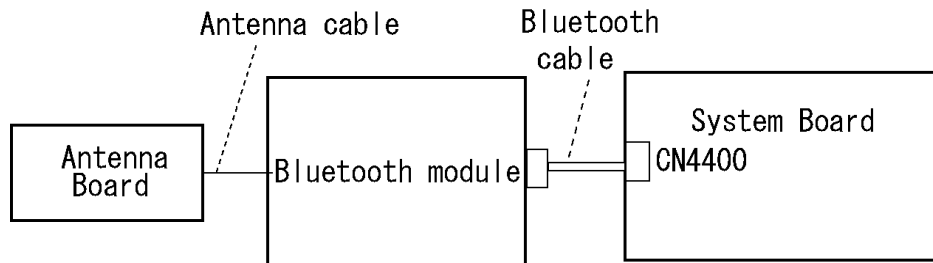 Antenna cable
Bluetooth
cable
Antenna
Board
Bluetooth module
System Board
CN4400